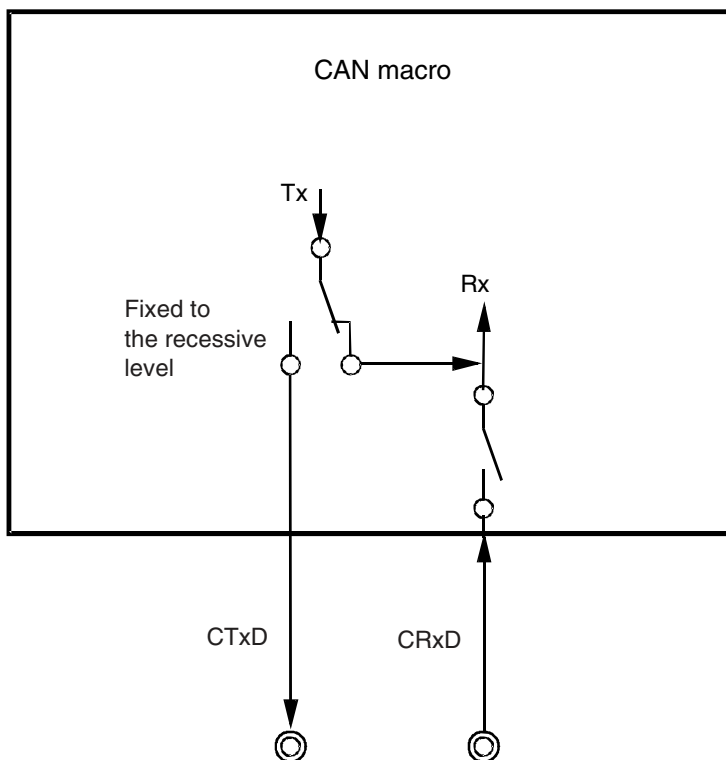 CAN macro
Tx
Rx
Fixed to
the recessive
level
CTxD
CRxD